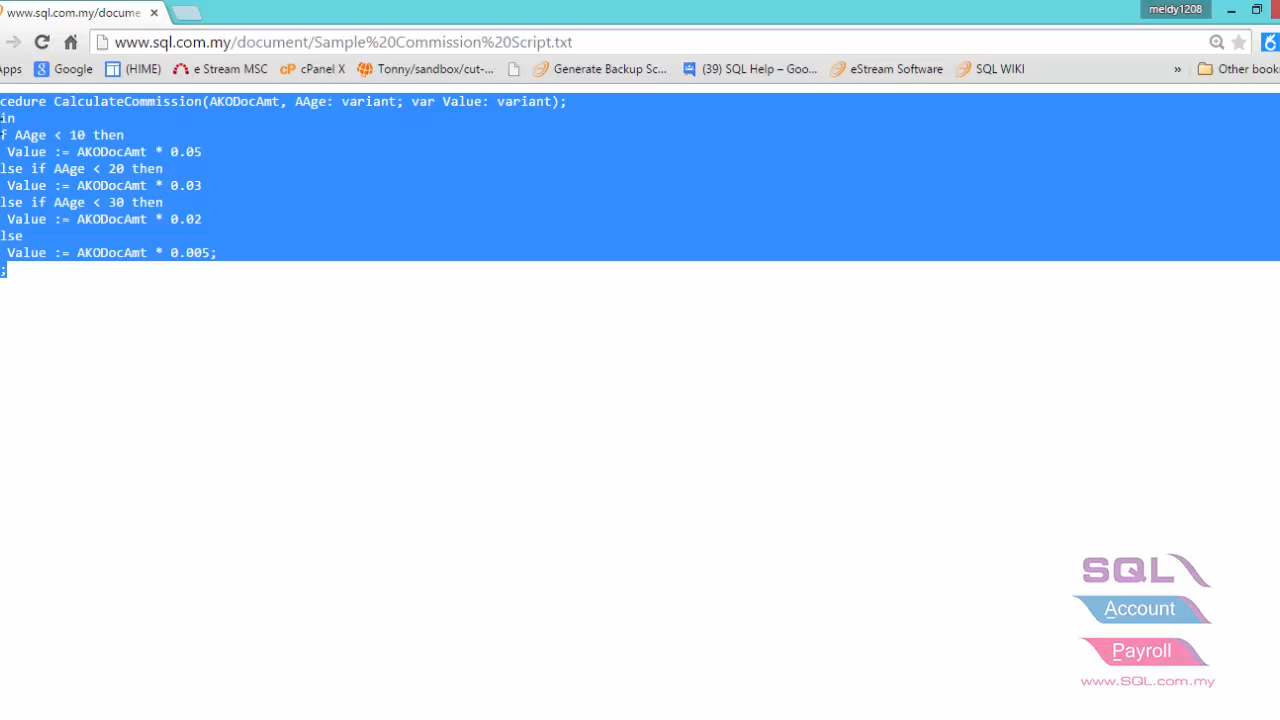 meldy1208
www.sql.com.my/docume
www.sql.com.my/document/Sample%20Commission%20Script.txt
Apps Google (HIME) e Stream MSC cPanel X Tonny/sandbox/cut-... Generate Backup Sc... (39) SQL Help – Goo... eStream Software SQL WIKI » Other book
cedure CalculateCommission(AKODocAmt, AAge: variant; var Value: variant);
in
f AAge < 10 then
Value := AKODocAmt * 0.05
lse if AAge < 20 then
Value := AKODocAmt * 0.03
lse if AAge < 30 then
Value := AKODocAmt * 0.02
lse
Value := AKODocAmt * 0.005;
;
SQL
Account
Payroll
www.SQL.com.my